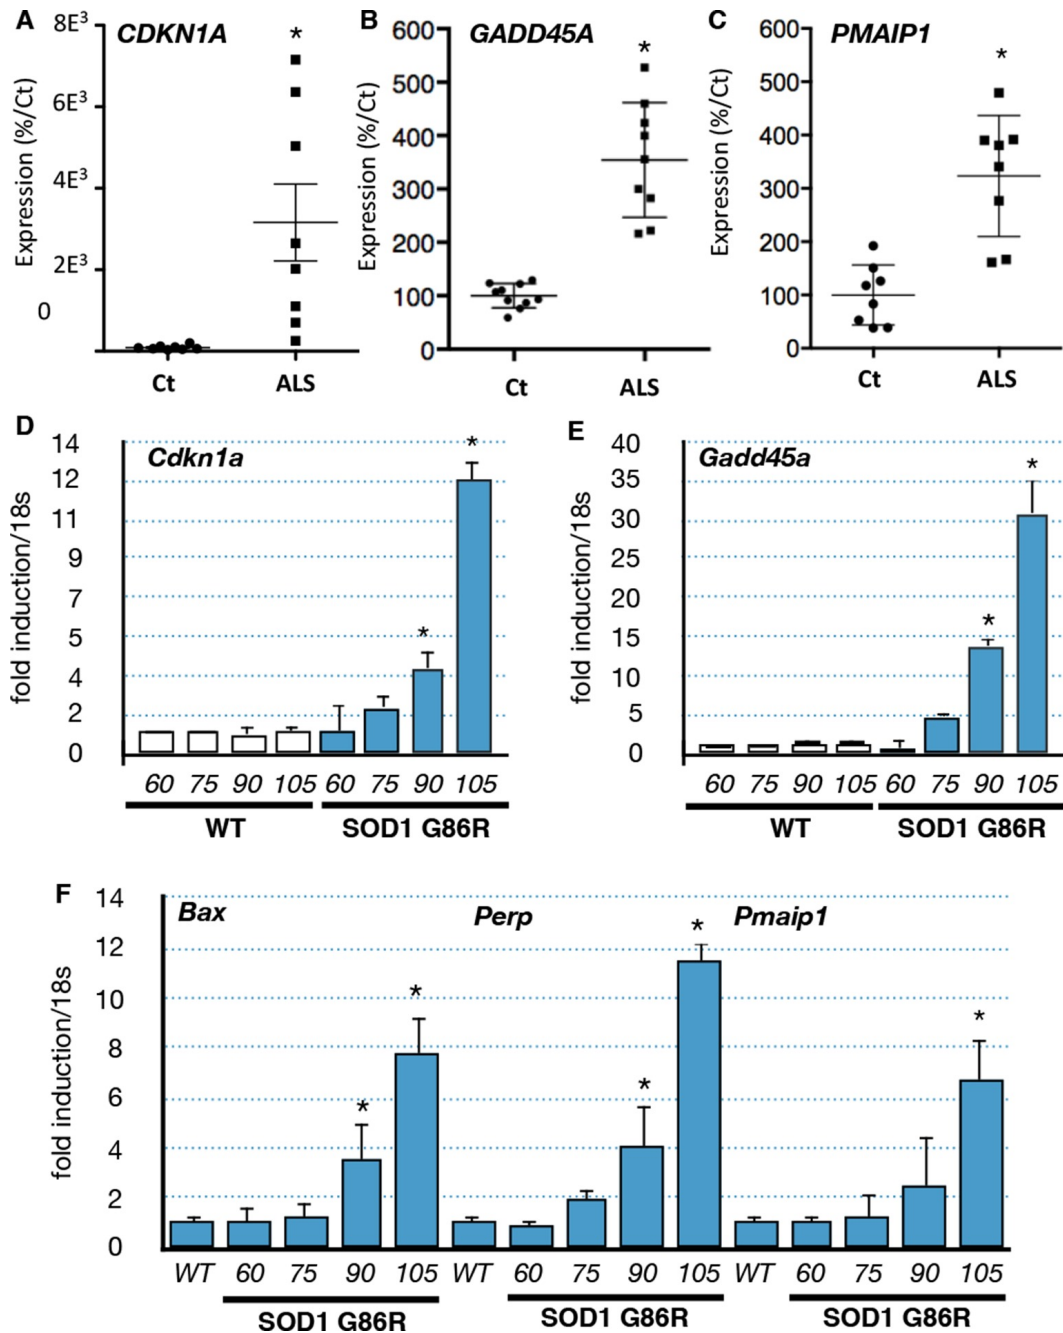 A CDKN1A *
8E³
6E³
4E³
2E³
0
Expression (%/Ct)
Ct ALS
B GADD45A *
600
500
400
300
200
100
0
Expression (%/Ct)
Ct ALS
C PMAIP1 *
600
500
400
300
200
100
0
Expression (%/Ct)
Ct ALS
D Cdkn1a
14
12
11
9
7
5
4
2
0
fold induction/18s
* *
60 75 90 105 60 75 90 105
WT SOD1 G86R
E Gadd45a
40
35
30
25
20
15
10
5
0
fold induction/18s
* *
60 75 90 105 60 75 90 105
WT SOD1 G86R
F Bax Perp Pmaip1
14
12
10
8
6
4
2
0
fold induction/18s
* * * * *
WT 60 75 90 105 WT 60 75 90 105 WT 60 75 90 105
SOD1 G86R SOD1 G86R SOD1 G86R